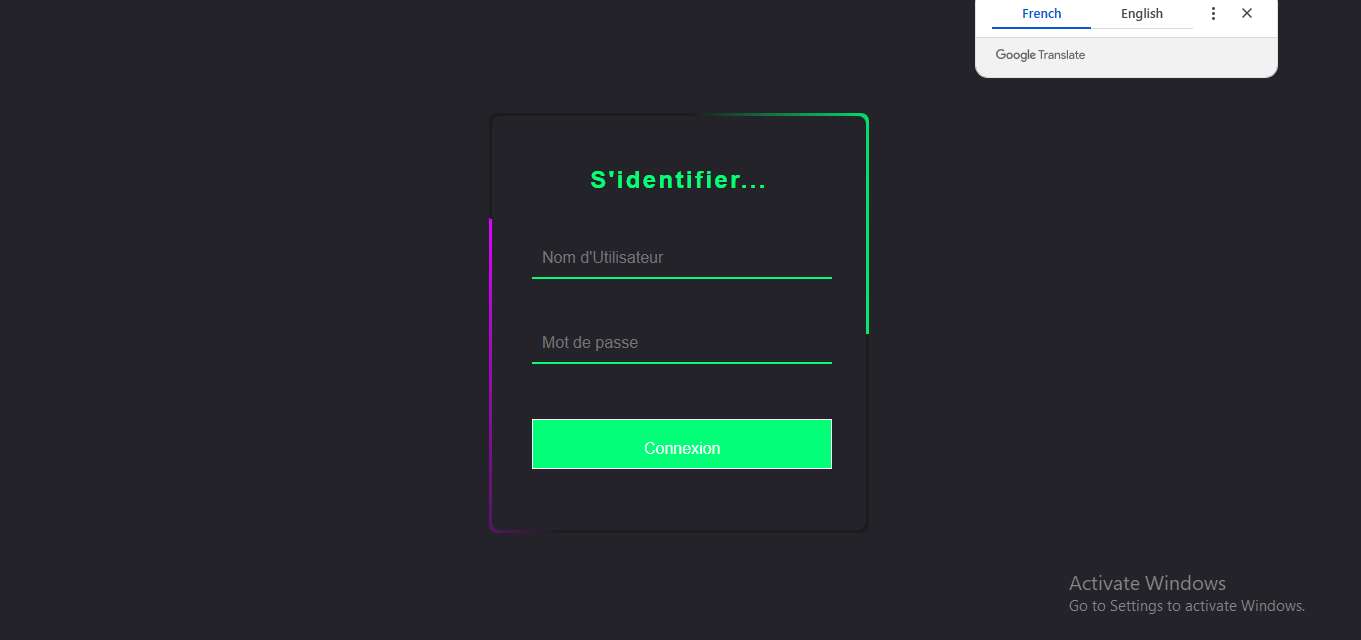 French English
Google Translate
S'identifier...
Nom d'Utilisateur
Mot de passe
Connexion
Activate Windows
Go to Settings to activate Windows.